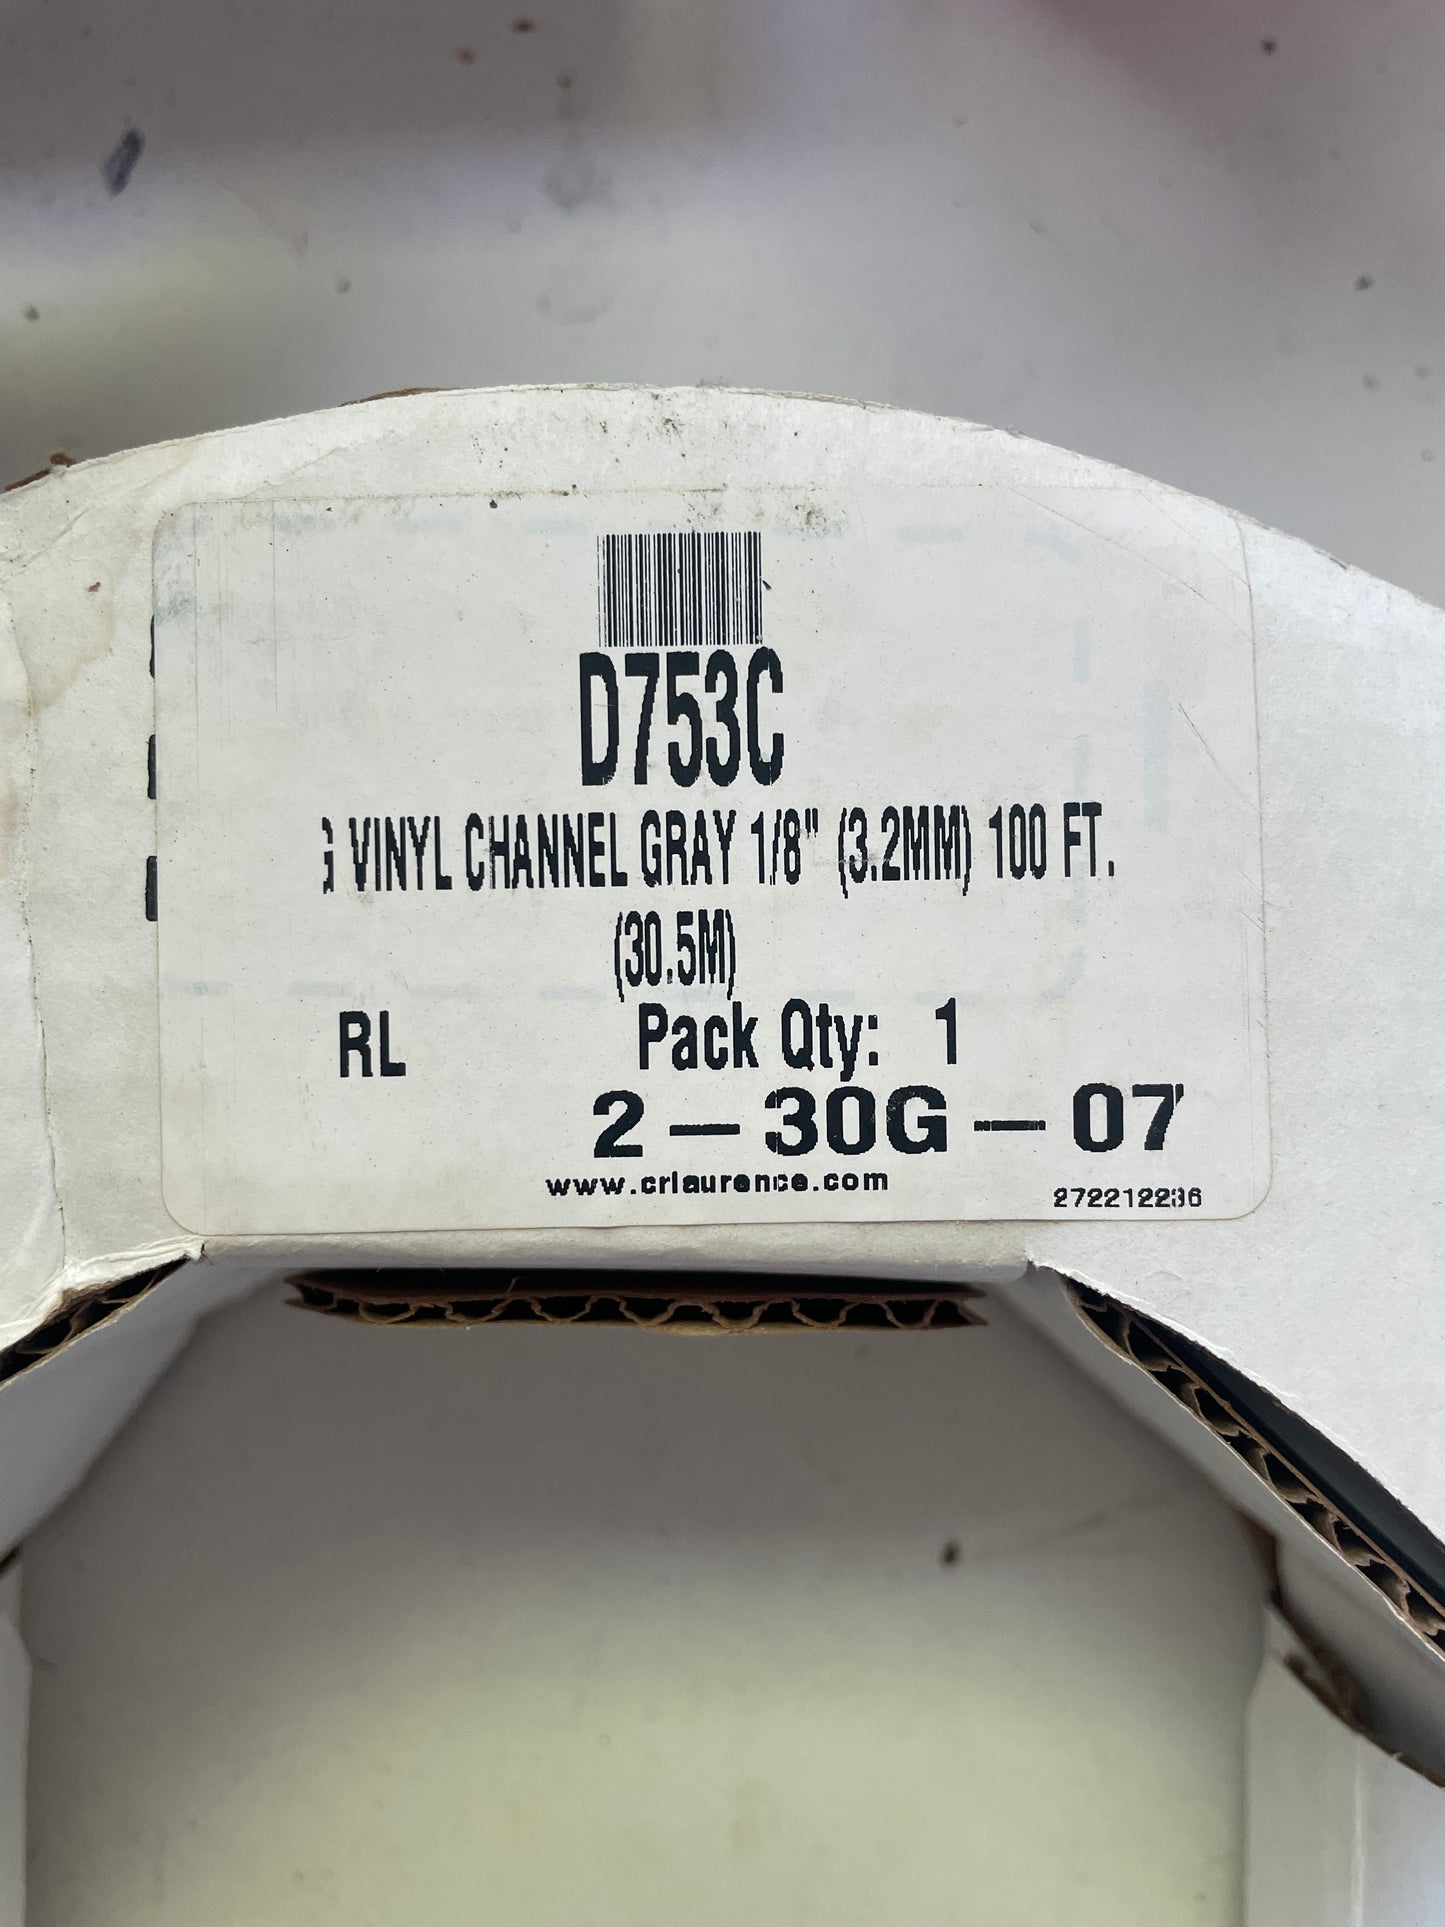 D753C
G VINYL CHANNEL GRAY 1/8" (3.2MM) 100 FT.
(30.5M)
RL Pack Qty: 1
2-30G-07
www.crlaurence.com
272212236